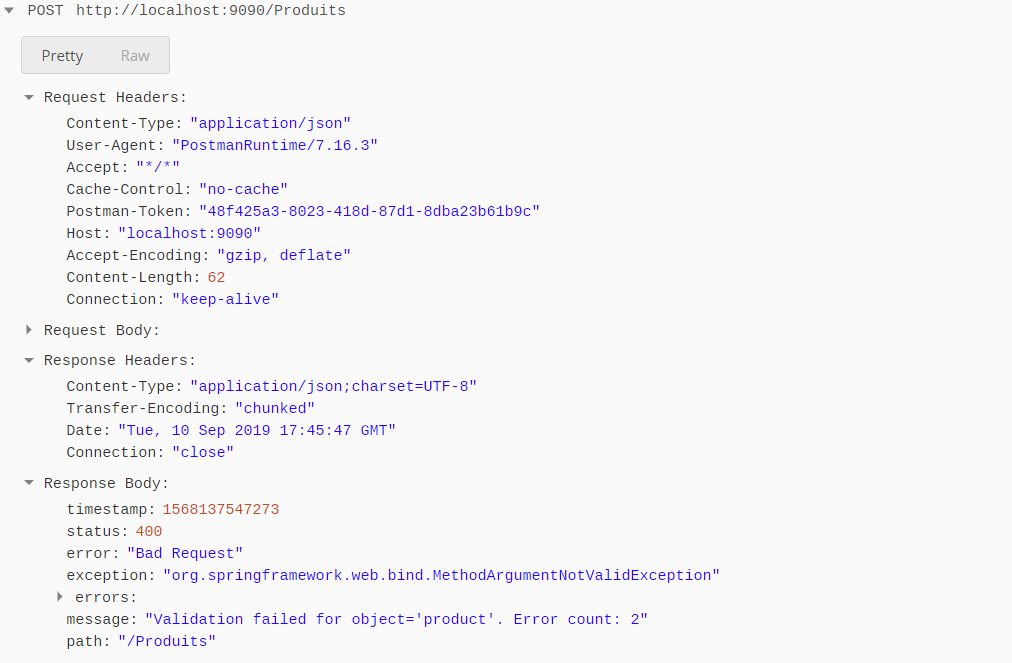 POST http://localhost:9090/Produits
Pretty Raw
Request Headers:
Content-Type: "application/json"
User-Agent: "PostmanRuntime/7.16.3"
Accept: "*/*"
Cache-Control: "no-cache"
Postman-Token: "48f425a3-8023-418d-87d1-8dba23b61b9c"
Host: "localhost:9090"
Accept-Encoding: "gzip, deflate"
Content-Length: 62
Connection: "keep-alive"
Request Body:
Response Headers:
Content-Type: "application/json;charset=UTF-8"
Transfer-Encoding: "chunked"
Date: "Tue, 10 Sep 2019 17:45:47 GMT"
Connection: "close"
Response Body:
timestamp: 1568137547273
status: 400
error: "Bad Request"
exception: "org.springframework.web.bind.MethodArgumentNotValidException"
errors:
message: "Validation failed for object='product'. Error count: 2"
path: "/Produits"